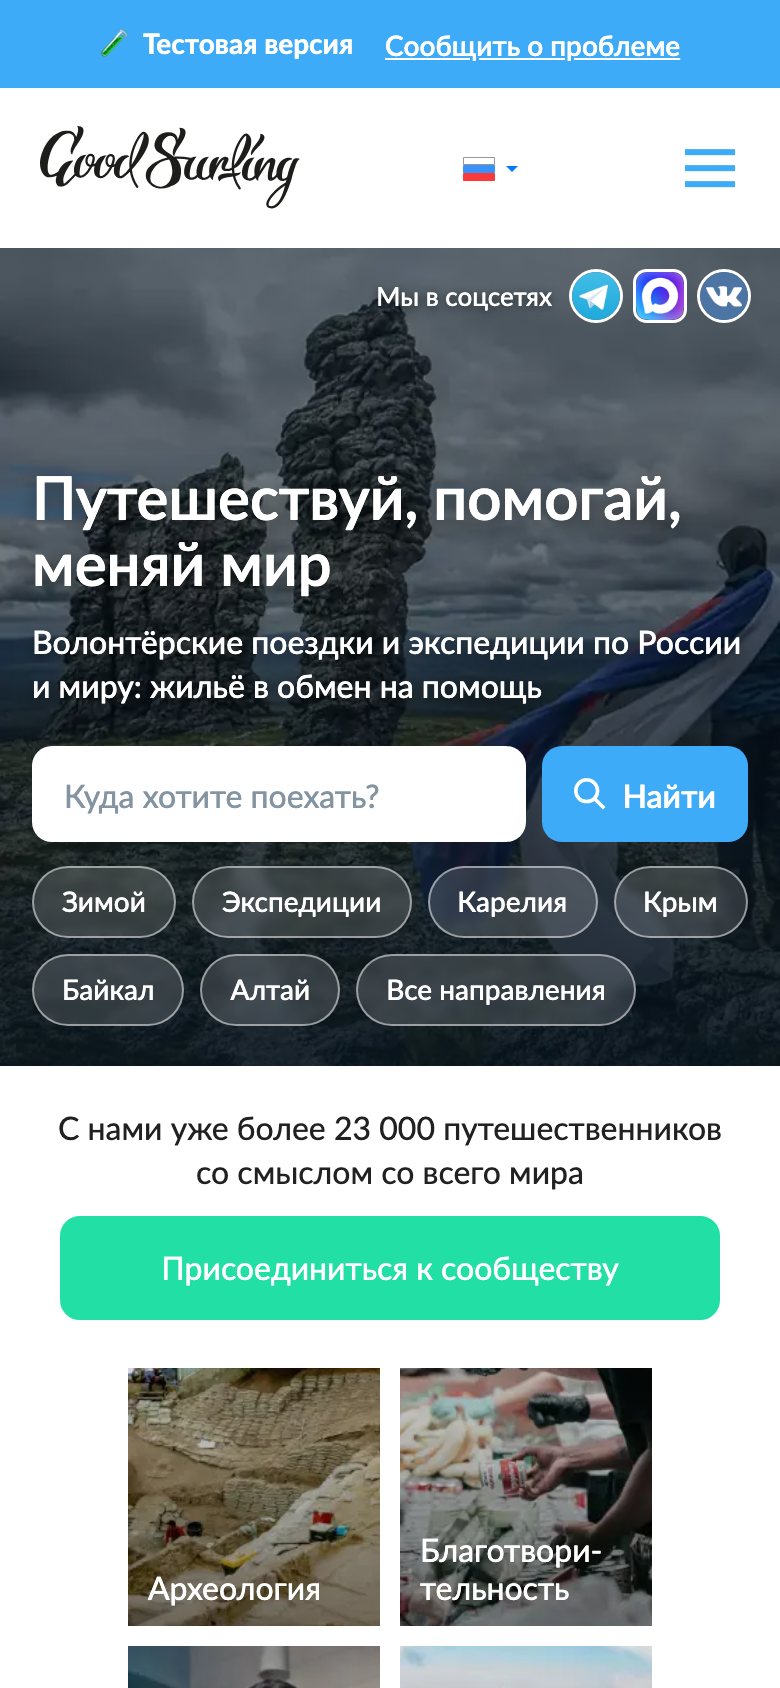 Тестовая версия Сообщить о проблеме
Good Surfing
Мы в соцсетях
Путешествуй, помогай,
меняй мир
Волонтёрские поездки и экспедиции по России
и миру: жильё в обмен на помощь
Куда хотите поехать? Найти
Зимой Экспедиции Карелия Крым
Байкал Алтай Все направления
С нами уже более 23 000 путешественников
со смыслом со всего мира
Присоединиться к сообществу
Археология
Благотвори-
тельность